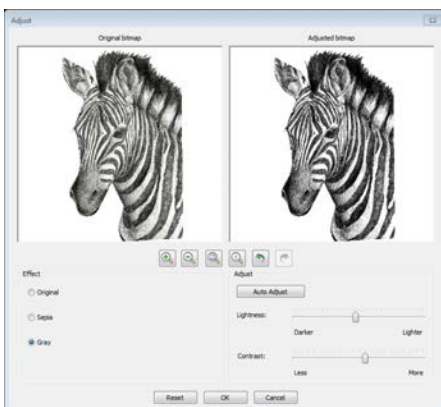 Adjust
Original bitmap
Adjusted bitmap
Effect
Original
Sepia
Gray
Adjust
Auto Adjust
Lightness:
Darker
Lighter
Contrast:
Less
More
Reset
OK
Cancel